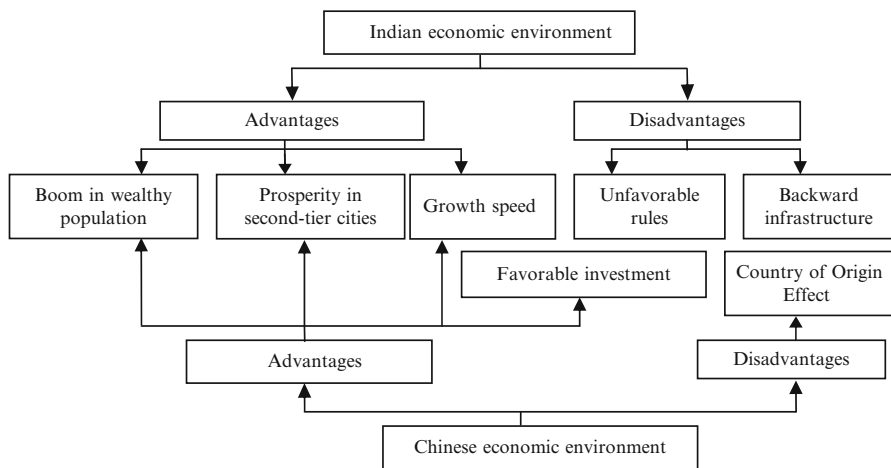 Indian economic environment
Advantages
Disadvantages
Boom in wealthy
population
Prosperity in
second-tier cities
Growth speed
Unfavorable
rules
Backward
infrastructure
Favorable investment
Country of Origin
Effect
Advantages
Disadvantages
Chinese economic environment